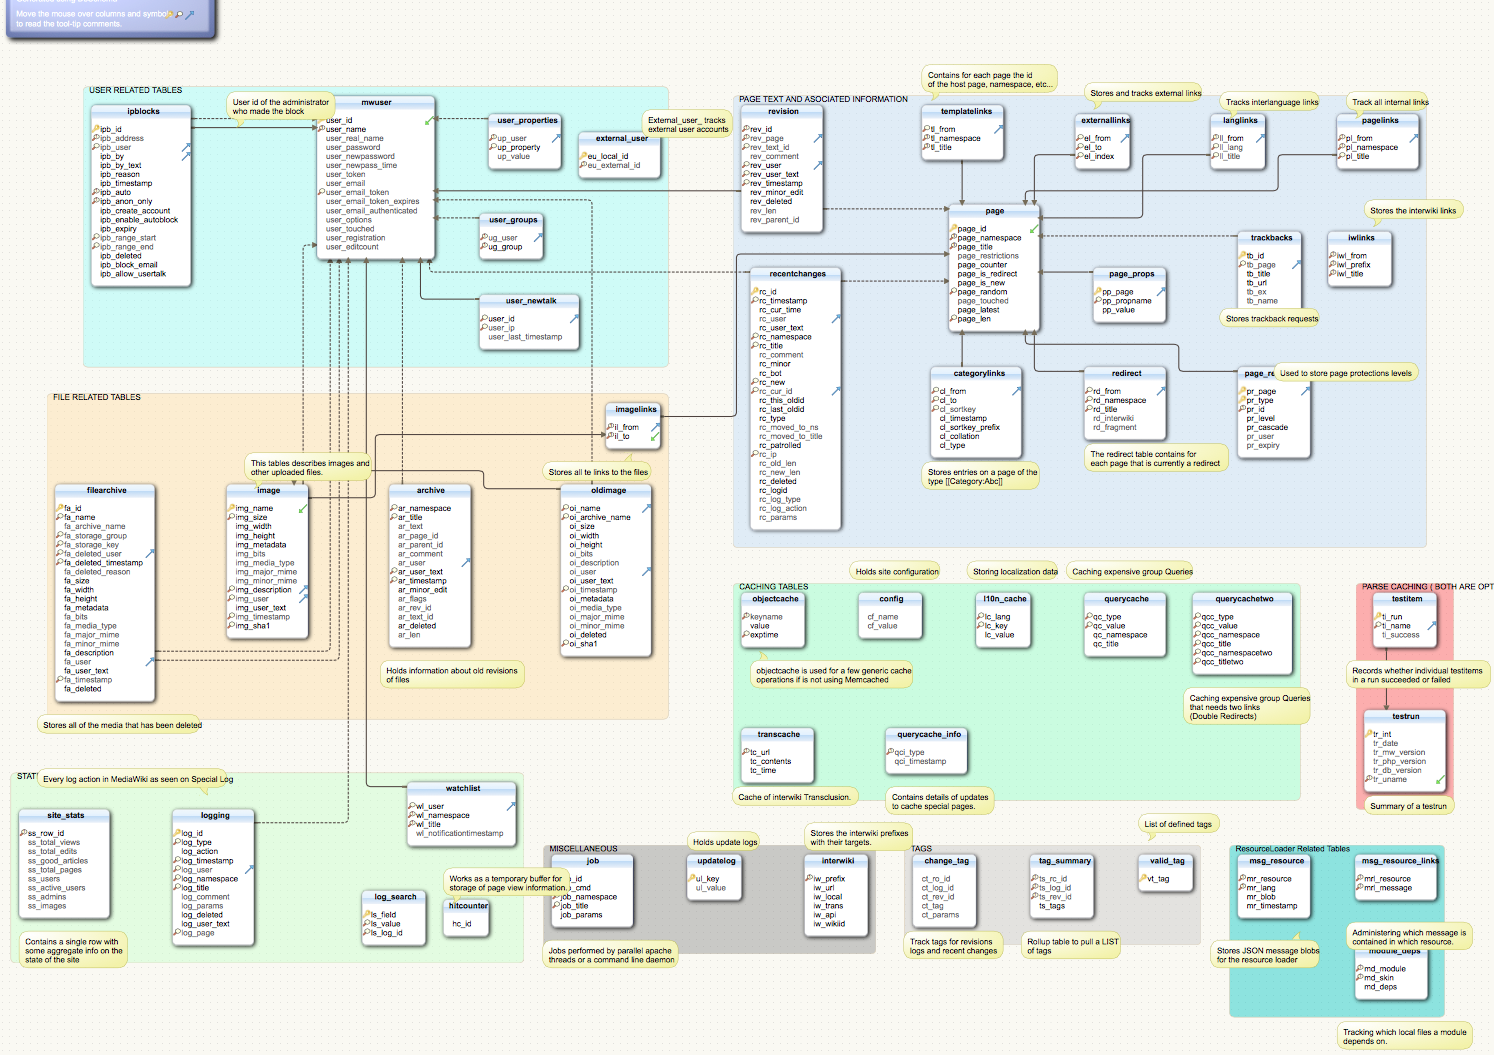 Move the mouse over columns and symbols
to read the tool-tip comments.
USER RELATED TABLES
ipblocks
ipb_id
ipb_address
ipb_user
ipb_by
ipb_by_text
ipb_reason
ipb_timestamp
ipb_auto
ipb_anon_only
ipb_create_account
ipb_enable_autoblock
ipb_expiry
ipb_range_start
ipb_range_end
ipb_deleted
ipb_block_email
ipb_allow_usertalk
User id of the administrator
who made the block
mwuser
user_id
user_name
user_real_name
user_password
user_newpassword
user_newpass_time
user_token
user_email
user_email_token
user_email_token_expires
user_email_authenticated
user_options
user_touched
user_registration
user_editcount
user_properties
up_user
up_property
up_value
External_user_ tracks
external user accounts
external_user
eu_local_id
eu_external_id
user_groups
ug_user
ug_group
user_newtalk
user_id
user_ip
user_last_timestamp
PAGE TEXT AND ASOCIATED INFORMATION
revision
rev_id
rev_page
rev_text_id
rev_comment
rev_user
rev_user_text
rev_timestamp
rev_minor_edit
rev_deleted
rev_len
rev_parent_id
Contains for each page the id
of the host page, namespace, etc...
templatelinks
tl_from
tl_namespace
tl_title
Stores and tracks external links
externallinks
el_from
el_to
el_index
Tracks interlanguage links
langlinks
ll_from
ll_lang
ll_title
Track all internal links
pagelinks
pl_from
pl_namespace
pl_title
page
page_id
page_namespace
page_title
page_restrictions
page_counter
page_is_redirect
page_is_new
page_random
page_touched
page_latest
page_len
Stores the interwiki links
trackbacks
tb_id
tb_page
tb_title
tb_url
tb_ex
tb_name
Stores trackback requests
iwlinks
iwl_from
iwl_prefix
iwl_title
page_props
pp_page
pp_propname
pp_value
recentchanges
rc_id
rc_timestamp
rc_cur_time
rc_user
rc_user_text
rc_namespace
rc_title
rc_comment
rc_minor
rc_bot
rc_new
rc_cur_id
rc_this_oldid
rc_last_oldid
rc_type
rc_moved_to_ns
rc_moved_to_title
rc_patrolled
rc_ip
rc_old_len
rc_new_len
rc_deleted
rc_logid
rc_log_type
rc_log_action
rc_params
categorylinks
cl_from
cl_to
cl_sortkey
cl_timestamp
cl_sortkey_prefix
cl_collation
cl_type
Stores entries on a page of the
type [[Category:Abc]]
redirect
rd_from
rd_namespace
rd_title
rd_interwiki
rd_fragment
The redirect table contains for
each page that is currently a redirect
page_re
Used to store page protections levels
pr_page
pr_type
pr_id
pr_level
pr_cascade
pr_user
pr_expiry
FILE RELATED TABLES
imagelinks
il_from
il_to
Stores all te links to the files
This tables describes images and
other uploaded files.
filearchive
fa_id
fa_name
fa_archive_name
fa_storage_group
fa_storage_key
fa_deleted_user
fa_deleted_timestamp
fa_deleted_reason
fa_size
fa_width
fa_height
fa_metadata
fa_bits
fa_media_type
fa_major_mime
fa_minor_mime
fa_description
fa_user
fa_user_text
fa_timestamp
fa_deleted
Stores all of the media that has been deleted
image
img_name
img_size
img_width
img_height
img_metadata
img_bits
img_media_type
img_major_mime
img_minor_mime
img_description
img_user
img_user_text
img_timestamp
img_sha1
archive
ar_namespace
ar_title
ar_text
ar_page_id
ar_parent_id
ar_comment
ar_user
ar_user_text
ar_timestamp
ar_minor_edit
ar_flags
ar_rev_id
ar_text_id
ar_deleted
ar_len
Holds information about old revisions
of files
oldimage
oi_name
oi_archive_name
oi_size
oi_width
oi_height
oi_bits
oi_description
oi_user
oi_user_text
oi_timestamp
oi_metadata
oi_media_type
oi_major_mime
oi_minor_mime
oi_deleted
oi_sha1
CACHING TABLES
Holds site configuration
Storing localization data
Caching expensive group Queries
objectcache
keyname
value
exptime
objectcache is used for a few generic cache
operations if is not using Memcached
config
cf_name
cf_value
l10n_cache
lc_lang
lc_key
lc_value
querycache
qc_type
qc_value
qc_namespace
qc_title
querycachetwo
qcc_type
qcc_value
qcc_namespace
qcc_title
qcc_namespacetwo
qcc_titletwo
Caching expensive group Queries
that needs two links
(Double Redirects)
transcache
tc_url
tc_contents
tc_time
Cache of interwiki Transclusion.
querycache_info
qci_type
qci_timestamp
Contains details of updates
to cache special pages.
PARSE CACHING ( BOTH ARE OPT
testitem
ti_run
ti_name
ti_success
Records whether individual testitems
in a run succeeded or failed
testrun
tr_int
tr_date
tr_mw_version
tr_php_version
tr_db_version
tr_uname
Summary of a testrun
STAT
Every log action in MediaWiki as seen on Special Log
site_stats
ss_row_id
ss_total_views
ss_total_edits
ss_good_articles
ss_total_pages
ss_users
ss_active_users
ss_admins
ss_images
Contains a single row with
some aggregate info on the
state of the site
logging
log_id
log_type
log_action
log_timestamp
log_user
log_namespace
log_title
log_comment
log_params
log_deleted
log_user_text
log_page
watchlist
wl_user
wl_namespace
wl_title
wl_notificationtimestamp
log_search
ls_field
ls_value
ls_log_id
Works as a temporary buffer for
storage of page view information.
hitcounter
hc_id
MISCELLANEOUS
job
_id
_cmd
job_namespace
job_title
job_params
Jobs performed by parallel apache
threads or a command line daemon
Holds update logs
updatelog
ul_key
ul_value
Stores the interwiki prefixes
with their targets.
interwiki
iw_prefix
iw_url
iw_local
iw_trans
iw_api
iw_wikiid
TAGS
change_tag
ct_ro_id
ct_log_id
ct_rev_id
ct_tag
ct_params
Track tags for revisions
logs and recent changes
tag_summary
ts_rc_id
ts_log_id
ts_rev_id
ts_tags
Rollup table to pull a LIST
of tags
List of defined tags
valid_tag
vt_tag
ResourceLoader Related Tables
msg_resource
mr_resource
mr_lang
mr_blob
mr_timestamp
Stores JSON message blobs
for the resource loader
msg_resource_links
mrl_resource
mrl_message
Administering which message is
contained in which resource.
module_deps
md_module
md_skin
md_deps
Tracking which local files a module
depends on.